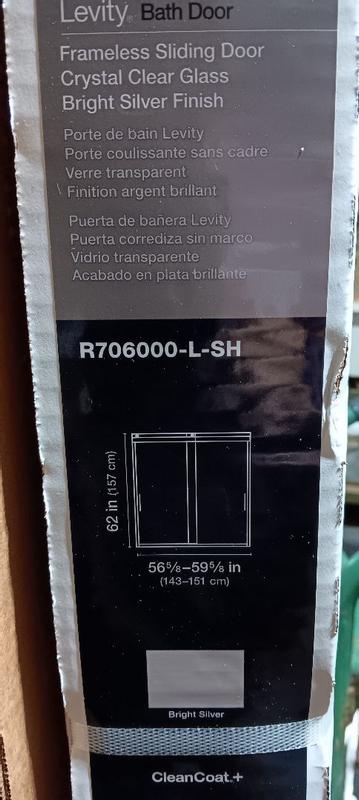 Levity® Bath Door
Frameless Sliding Door
Crystal Clear Glass
Bright Silver Finish
Porte de bain Levity
Porte coulissante sans cadre
Verre transparent
Finition argent brillant
Puerta de bañera Levity
Puerta corrediza sin marco
Vidrio transparente
Acabado en plata brillante
R706000-L-SH
62 in (157 cm)
56⁵⁄₈–59⁵⁄₈ in
(143–151 cm)
Bright Silver
CleanCoat+